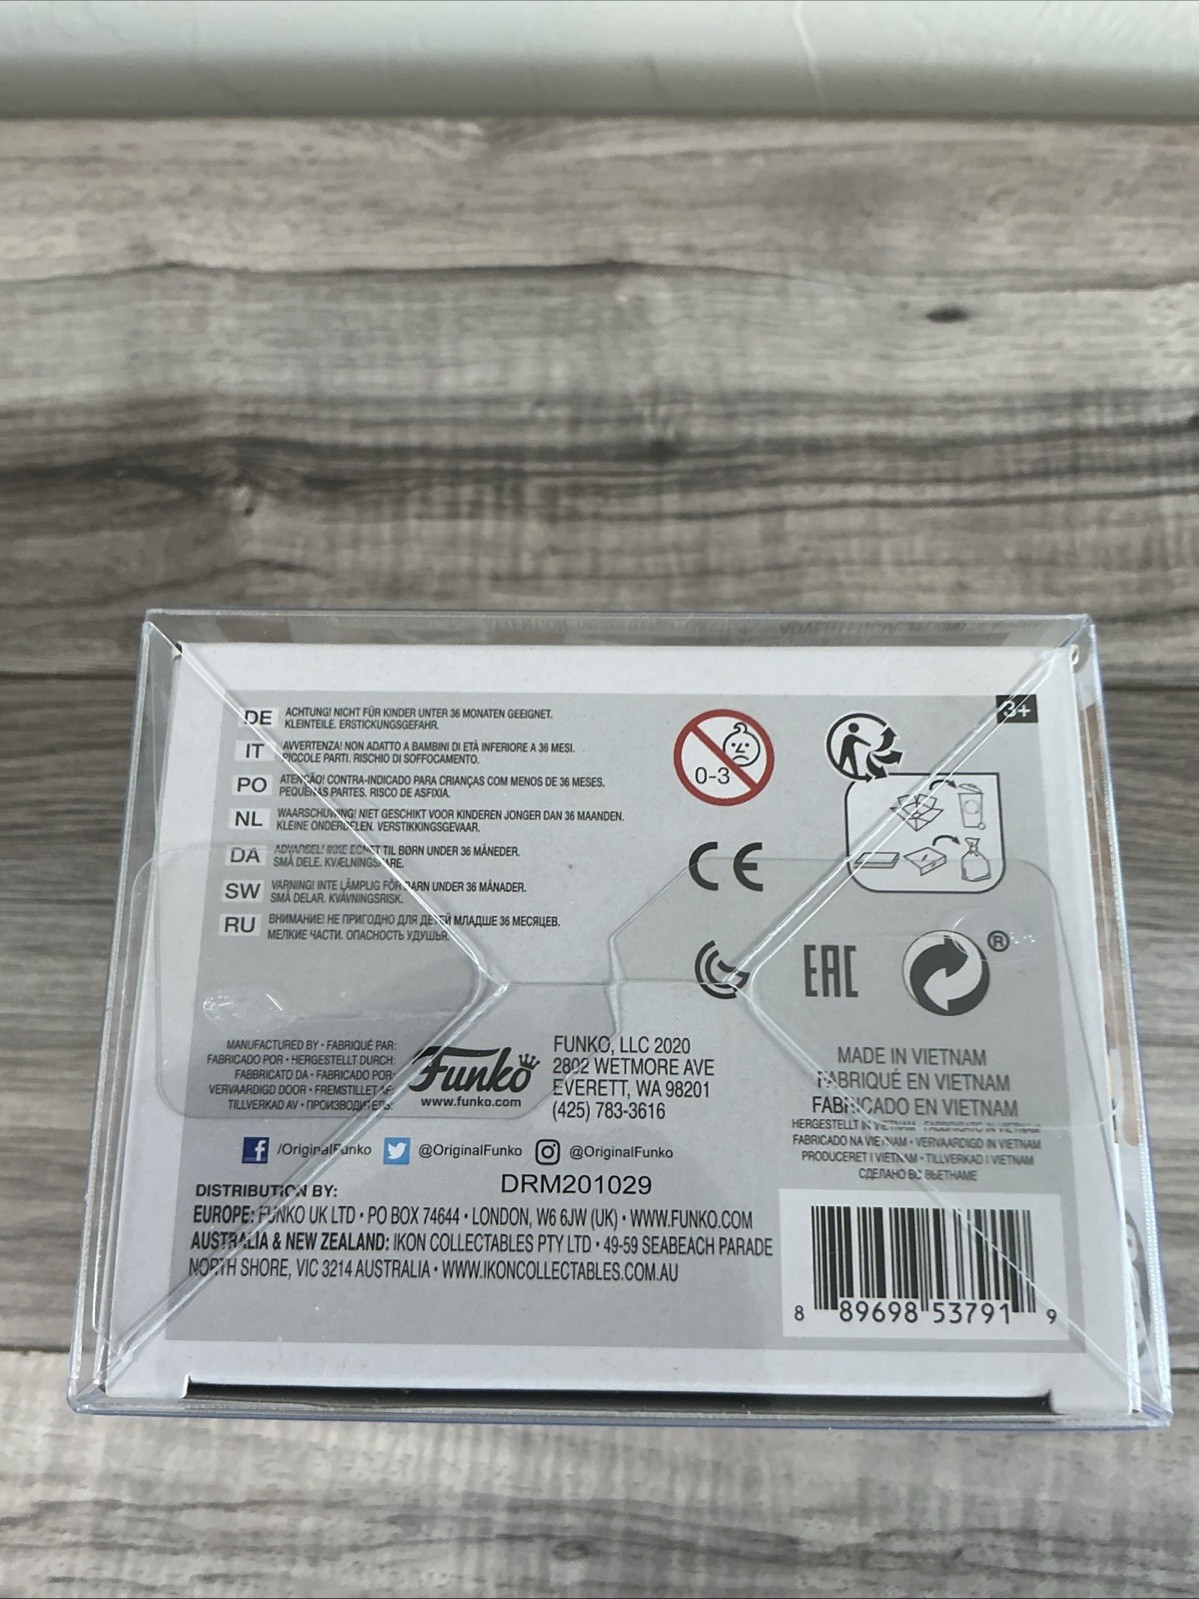 3+
DE ACHTUNG! NICHT FÜR KINDER UNTER 36 MONATEN GEEIGNET.
KLEINTEILE. ERSTICKUNGSGEFAHR.
IT AVVERTENZA! NON ADATTO A BAMBINI DI ETÀ INFERIORE A 36 MESI.
PICCOLE PARTI. RISCHIO DI SOFFOCAMENTO.
PO ATENÇÃO! CONTRA-INDICADO PARA CRIANÇAS COM MENOS DE 36 MESES.
PEQUENAS PARTES. RISCO DE ASFIXIA.
NL WAARSCHUWING! NIET GESCHIKT VOOR KINDEREN JONGER DAN 36 MAANDEN.
KLEINE ONDERDELEN. VERSTIKKINGSGEVAAR.
DA ADVARSEL! IKKE EGNET TIL BØRN UNDER 36 MÅNEDER.
SMÅ DELE. KVÆLNINGSFARE.
SW VARNING! INTE LÄMPLIG FÖR BARN UNDER 36 MÅNADER.
SMÅ DELAR. KVÄVNINGSRISK.
RU ВНИМАНИЕ! НЕ ПРИГОДНО ДЛЯ ДЕТЕЙ МЛАДШЕ 36 МЕСЯЦЕВ.
МЕЛКИЕ ЧАСТИ. ОПАСНОСТЬ УДУШЬЯ.
0-3
CE
EAC
®
MANUFACTURED BY • FABRIQUÉ PAR:
FABRICADO POR • HERGESTELLT DURCH:
FABBRICATO DA • FABRICADO POR:
VERVAARDIGD DOOR • FREMSTILLET AF:
TILLVERKAD AV • ПРОИЗВОДИТЕЛЬ:
Funko
www.funko.com
FUNKO, LLC 2020
2802 WETMORE AVE
EVERETT, WA 98201
(425) 783-3616
MADE IN VIETNAM
FABRIQUÉ EN VIETNAM
FABRICADO EN VIETNAM
HERGESTELLT IN VIETNAM • FABBRICATO IN VIETNAM
FABRICADO NA VIETNAM • VERVAARDIGD IN VIETNAM
PRODUCERET I VIETNAM • TILLVERKAD I VIETNAM
СДЕЛАНО ВО ВЬЕТНАМЕ
/OriginalFunko @OriginalFunko @OriginalFunko
DRM201029
DISTRIBUTION BY:
EUROPE: FUNKO UK LTD • PO BOX 74644 • LONDON, W6 6JW (UK) • WWW.FUNKO.COM
AUSTRALIA & NEW ZEALAND: IKON COLLECTABLES PTY LTD • 49-59 SEABEACH PARADE
NORTH SHORE, VIC 3214 AUSTRALIA • WWW.IKONCOLLECTABLES.COM.AU
8 89698 53791 9